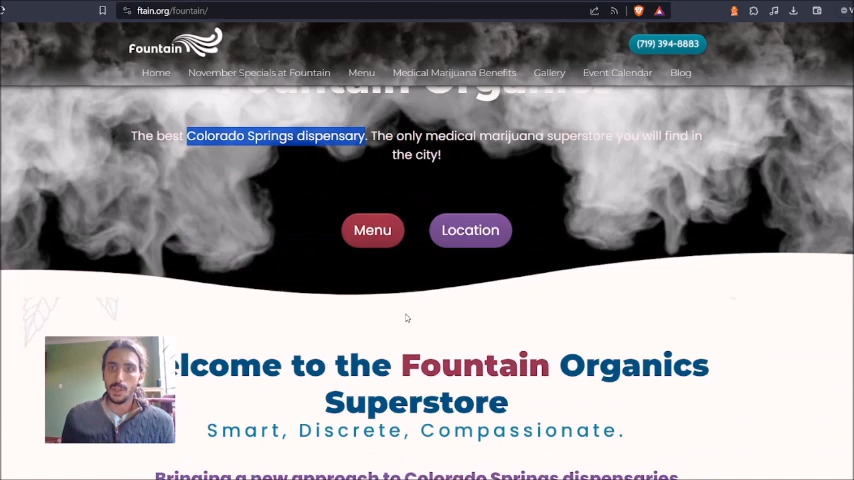 ftain.org/fountain/
Fountain
(719) 394-8883
Home November Specials at Fountain Menu Medical Marijuana Benefits Gallery Event Calendar Blog
The best Colorado Springs dispensary. The only medical marijuana superstore you will find in
the city!
Menu Location
elcome to the Fountain Organics
Superstore
Smart, Discrete, Compassionate.
Bringing a new approach to Colorado Springs dispensaries